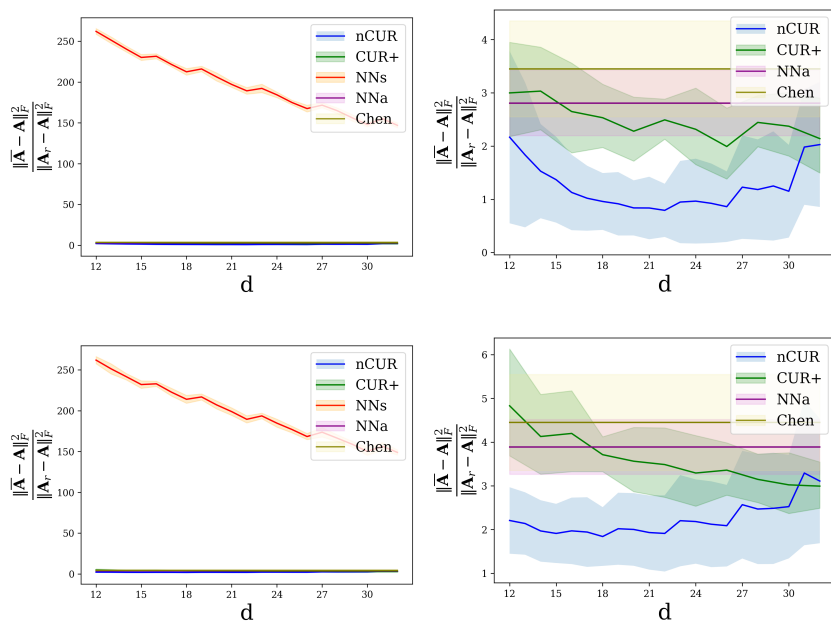 250
200
150
100
50
0
12 15 18 21 24 27 30
d
‖A̅ − A‖²_F
‖A_r − A‖²_F
nCUR
CUR+
NNs
NNa
Chen
4
3
2
1
0
12 15 18 21 24 27 30
d
‖A̅ − A‖²_F
‖A_r − A‖²_F
nCUR
CUR+
NNa
Chen
250
200
150
100
50
0
12 15 18 21 24 27 30
d
‖A̅ − A‖²_F
‖A_r − A‖²_F
nCUR
CUR+
NNs
NNa
Chen
6
5
4
3
2
1
12 15 18 21 24 27 30
d
‖A̅ − A‖²_F
‖A_r − A‖²_F
nCUR
CUR+
NNa
Chen